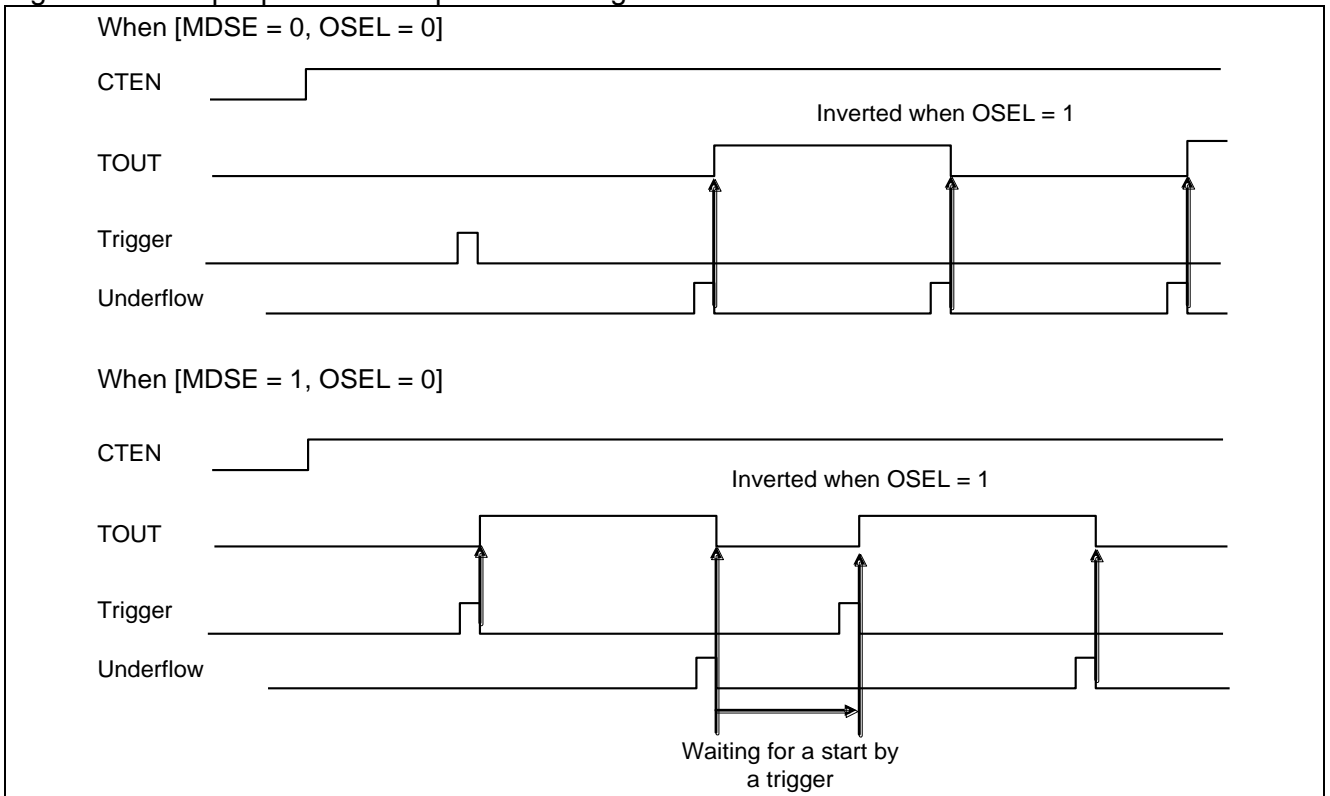 When [MDSE = 0, OSEL = 0]
CTEN
Inverted when OSEL = 1
TOUT
Trigger
Underflow
When [MDSE = 1, OSEL = 0]
CTEN
Inverted when OSEL = 1
TOUT
Trigger
Underflow
Waiting for a start by
a trigger